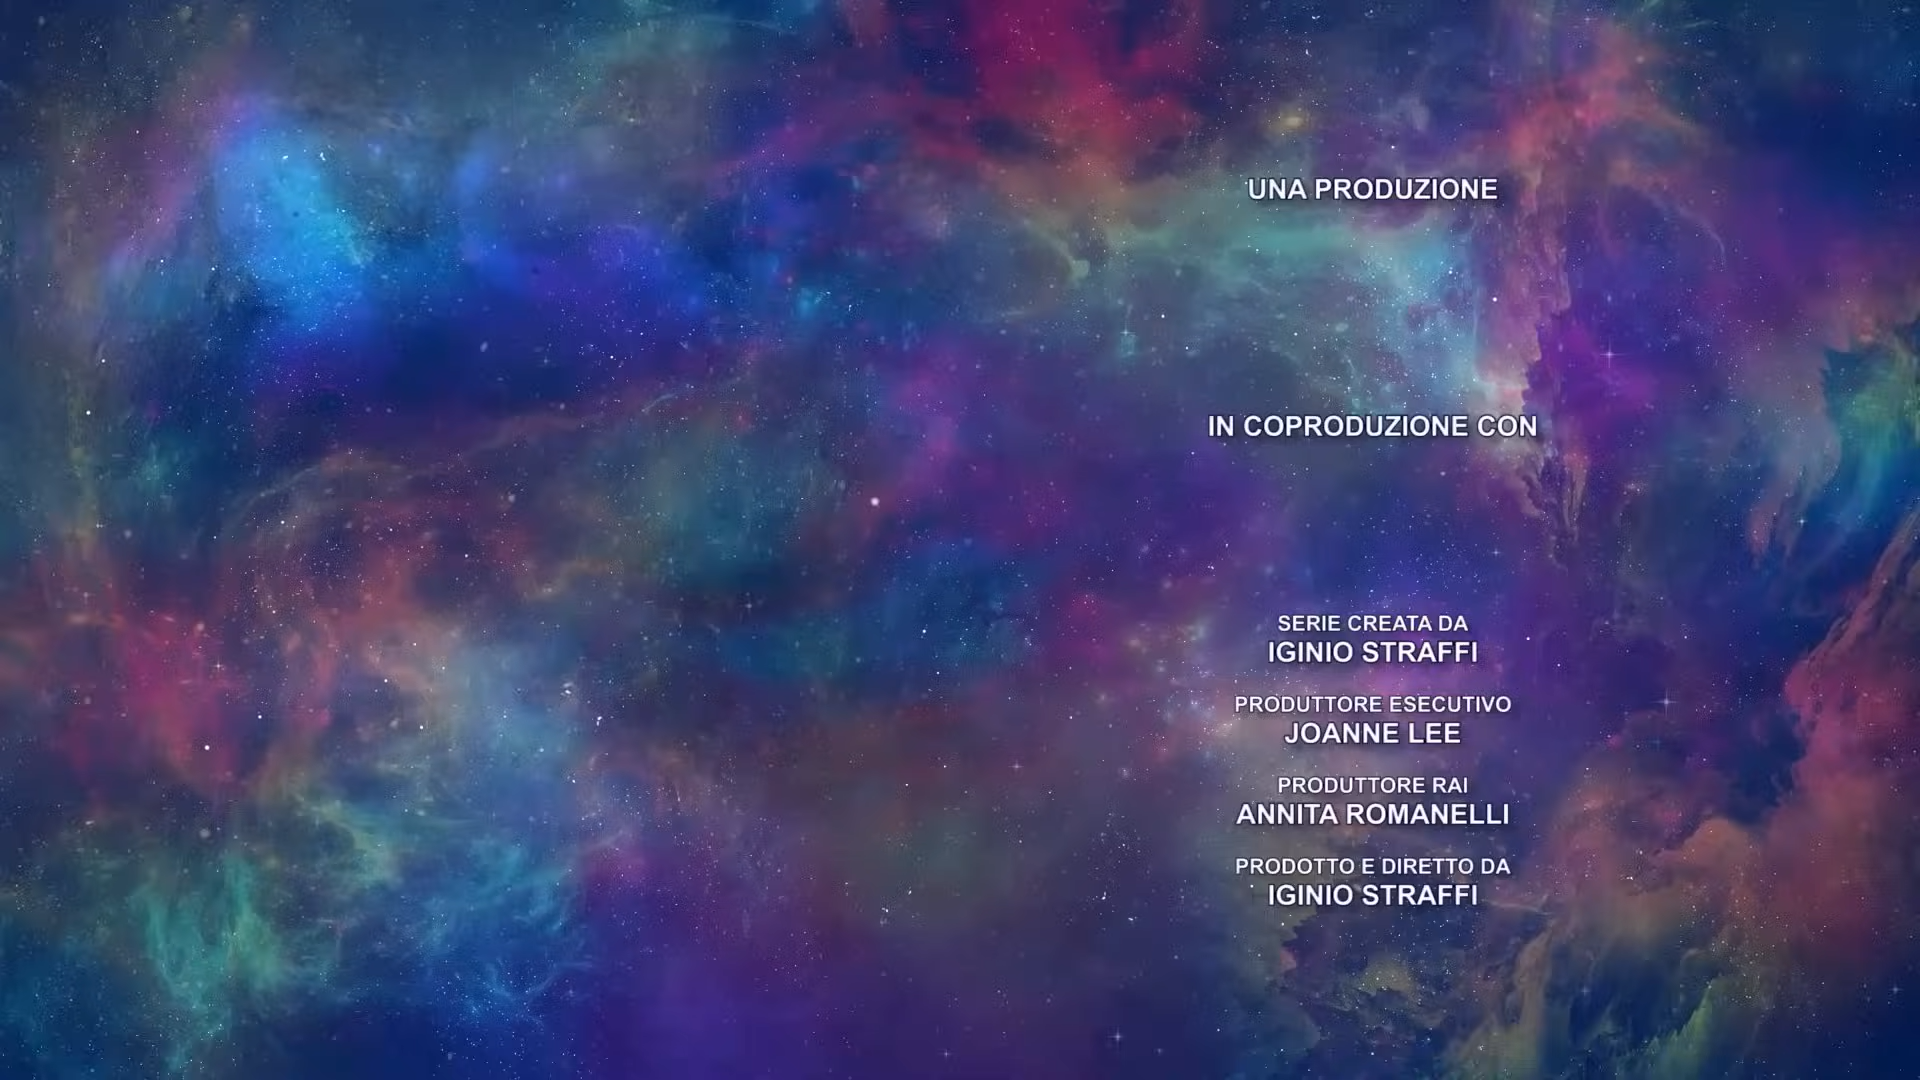 UNA PRODUZIONE
IN COPRODUZIONE CON
SERIE CREATA DA
IGINIO STRAFFI
PRODUTTORE ESECUTIVO
JOANNE LEE
PRODUTTORE RAI
ANNITA ROMANELLI
PRODOTTO E DIRETTO DA
IGINIO STRAFFI